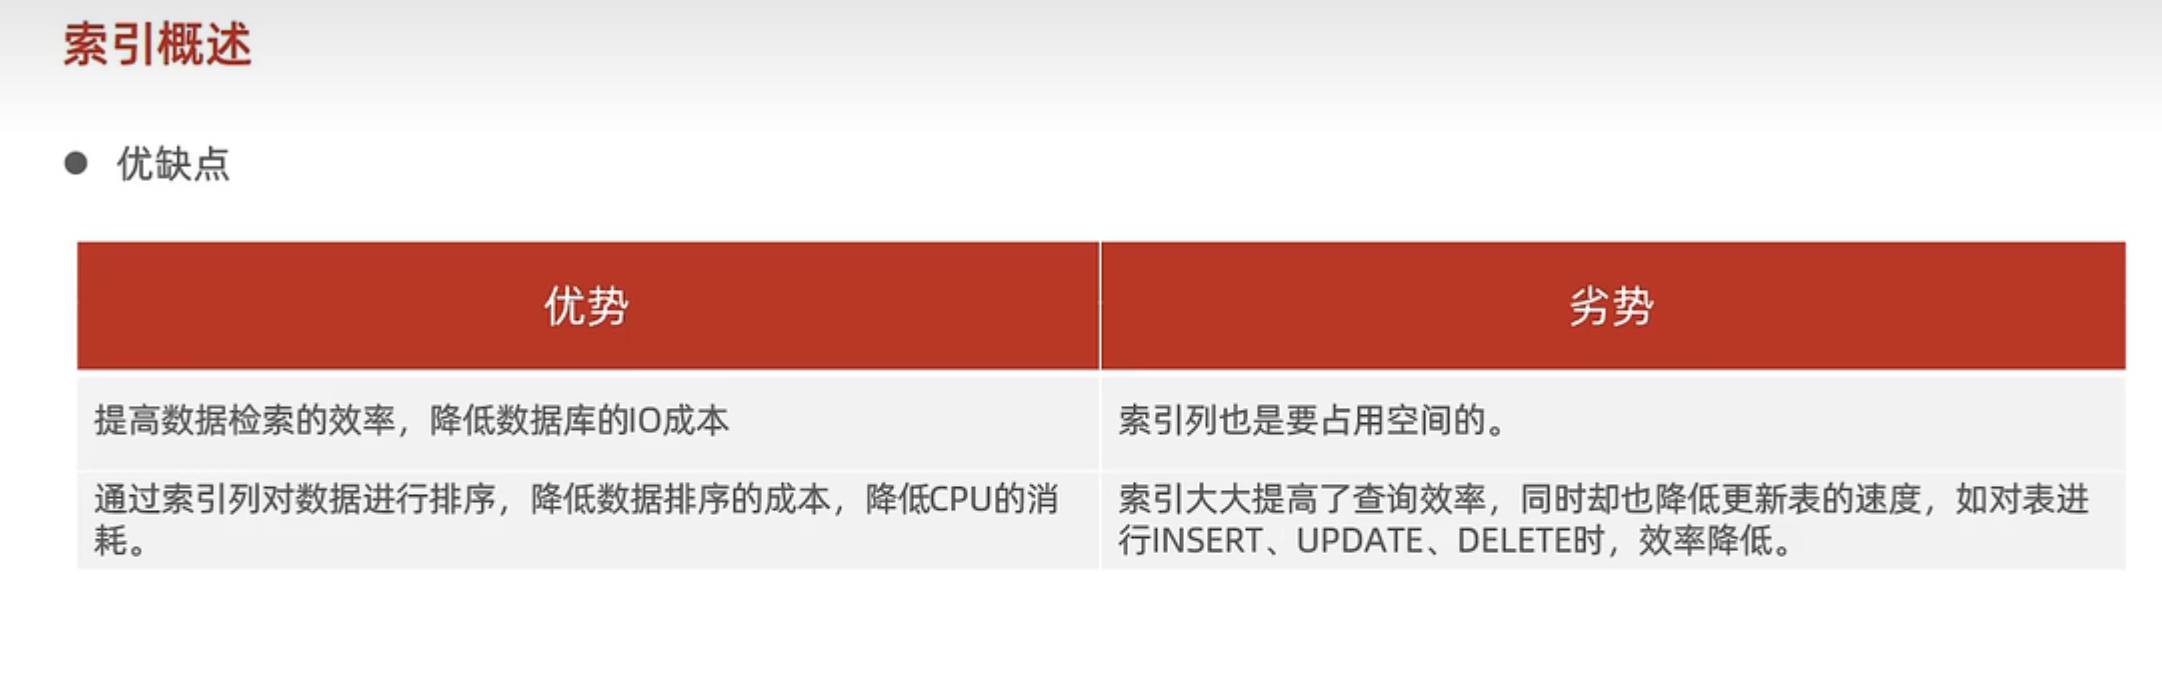 索引概述
优缺点
优势
劣势
提高数据检索的效率，降低数据库的IO成本
索引列也是要占用空间的。
通过索引列对数据进行排序，降低数据排序的成本，降低CPU的消
耗。
索引大大提高了查询效率，同时却也降低更新表的速度，如对表进
行INSERT、UPDATE、DELETE时，效率降低。